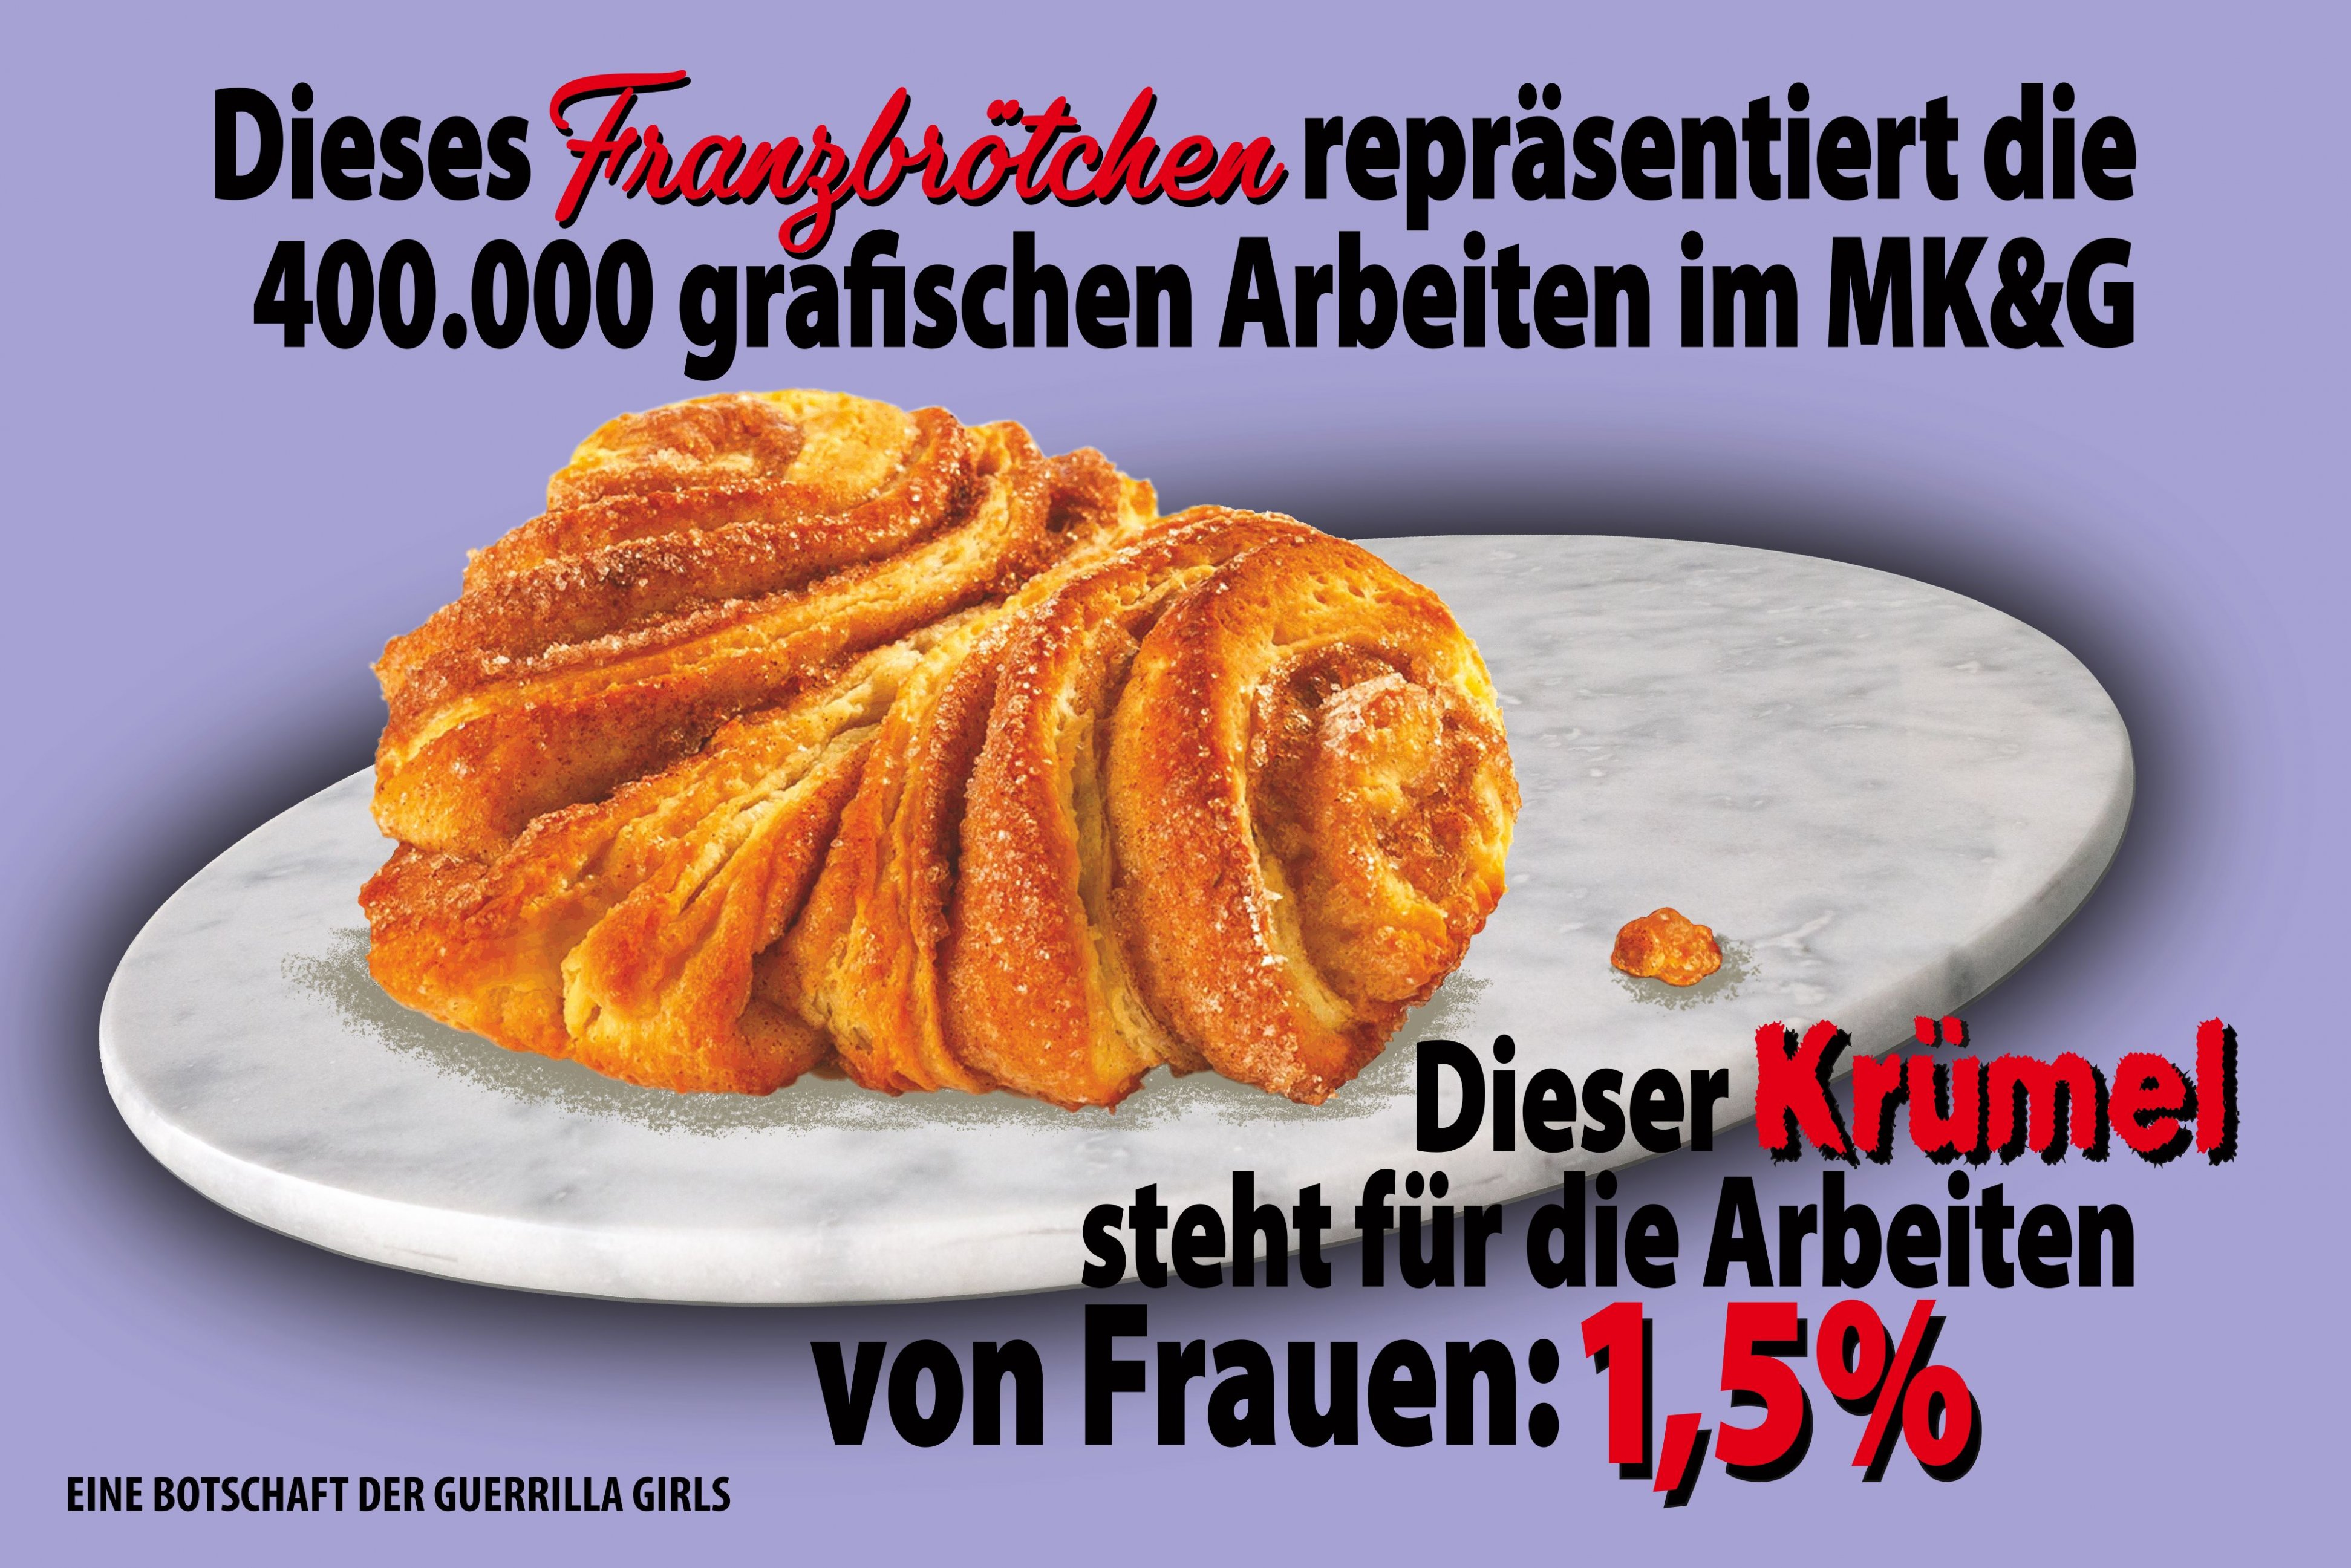 Dieses Franzbrötchen repräsentiert die
400.000 grafischen Arbeiten im MK&G
Dieser Krümel
steht für die Arbeiten
von Frauen: 1,5%
EINE BOTSCHAFT DER GUERRILLA GIRLS